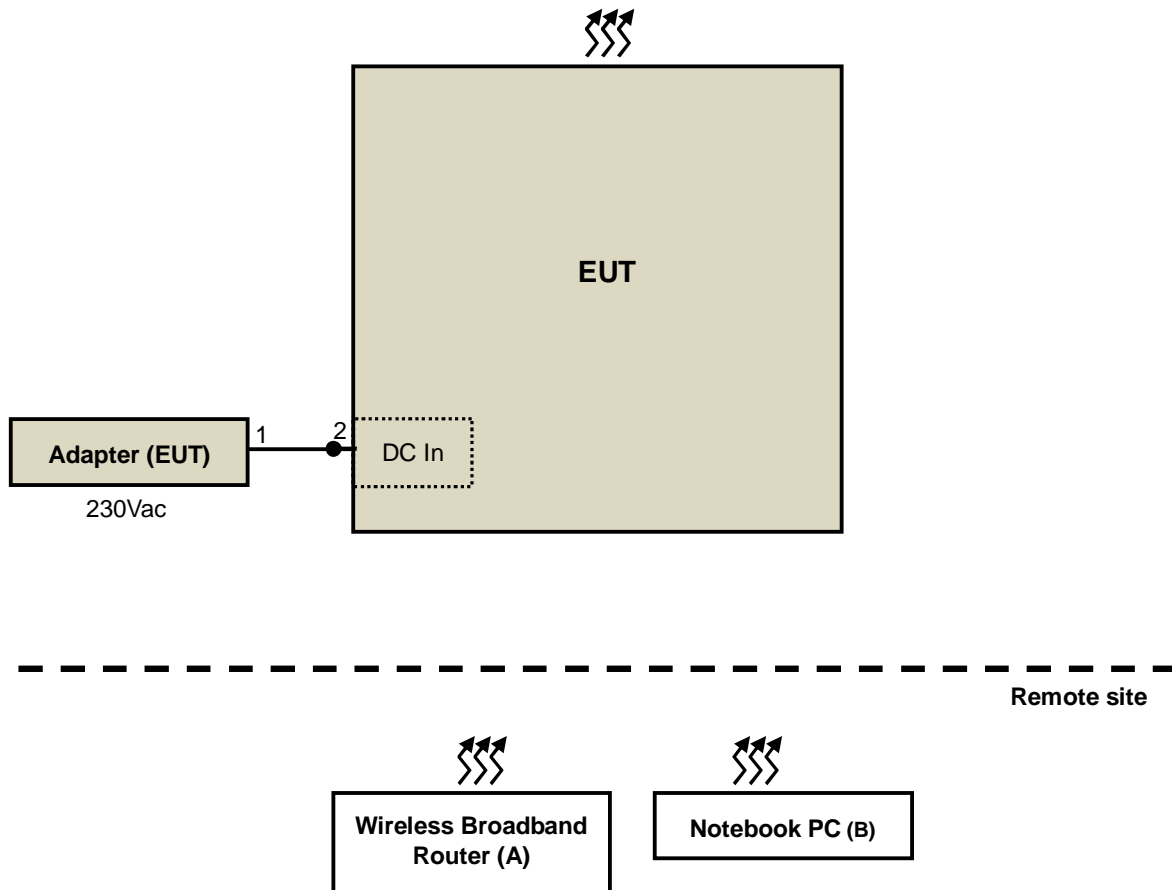 EUT
1
2
Adapter (EUT)
DC In
230Vac
Remote site
Wireless Broadband
Router (A)
Notebook PC (B)